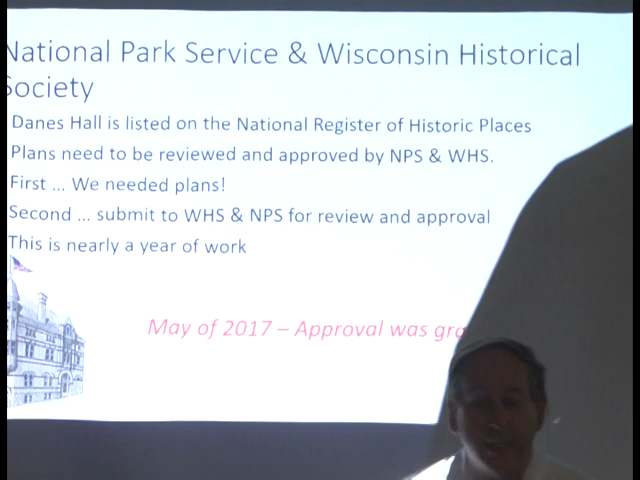 National Park Service & Wisconsin Historical
Society
Danes Hall is listed on the National Register of Historic Places
Plans need to be reviewed and approved by NPS & WHS.
First ... We needed plans!
Second ... submit to WHS & NPS for review and approval
This is nearly a year of work
May of 2017 – Approval was